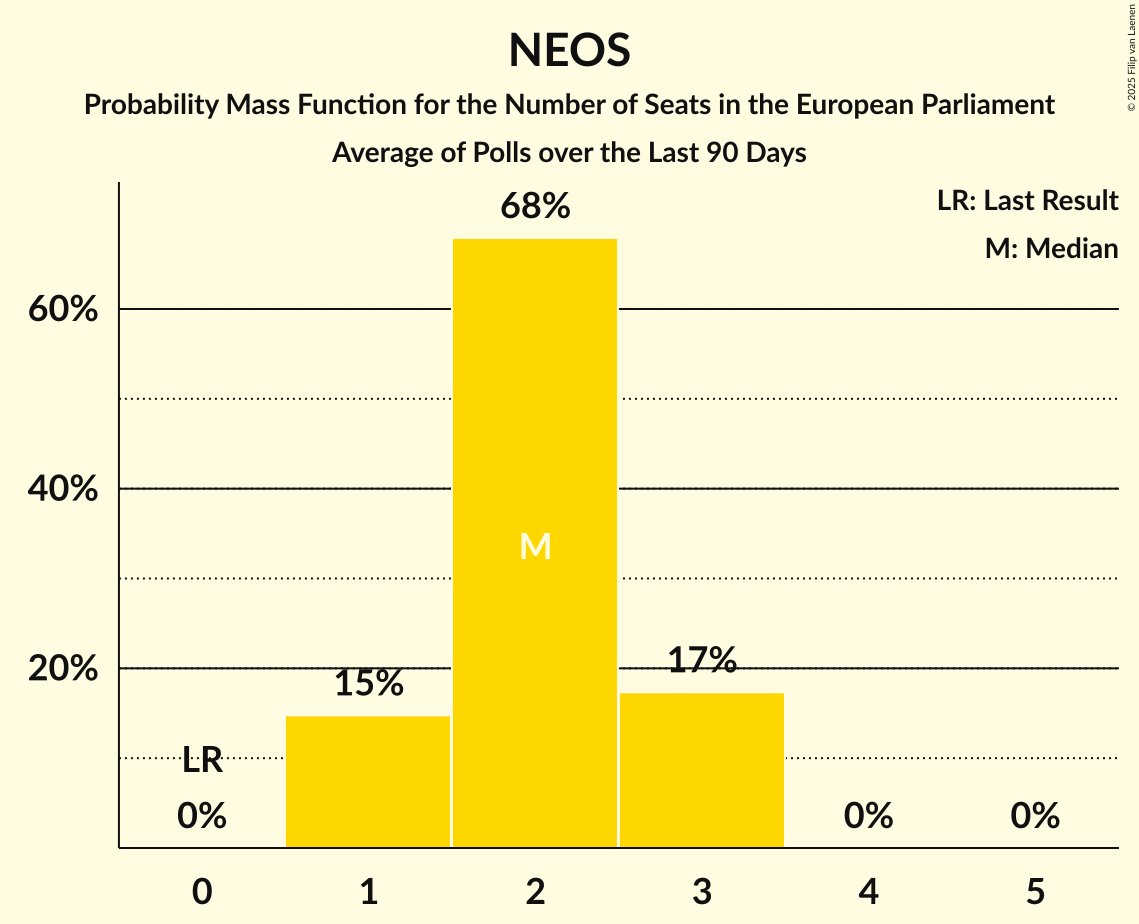 NEOS
Probability Mass Function for the Number of Seats in the European Parliament
Average of Polls over the Last 90 Days
© 2025 Filip van Laenen
LR: Last Result
M: Median
68%
60%
40%
M
20%
17%
15%
LR
0%
0%
0%
0
1
2
3
4
5